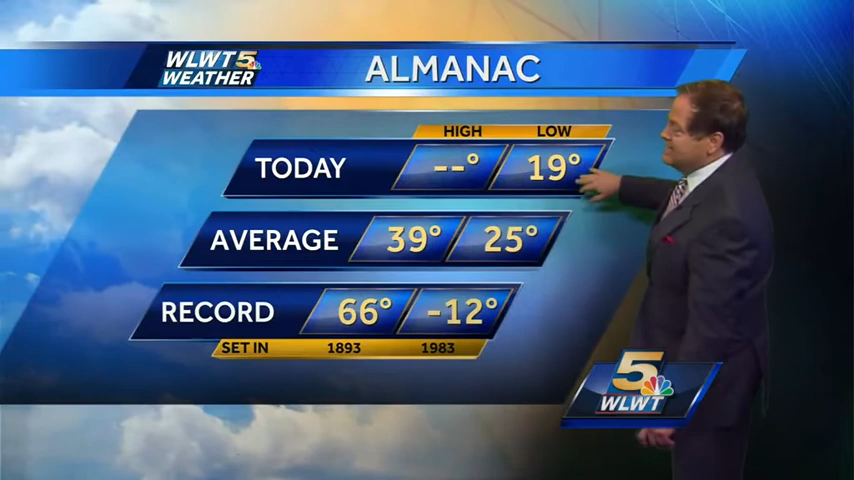 WLWT 5
WEATHER
ALMANAC
HIGH LOW
TODAY --° 19°
AVERAGE 39° 25°
RECORD 66° -12°
SET IN 1893 1983
5
WLWT